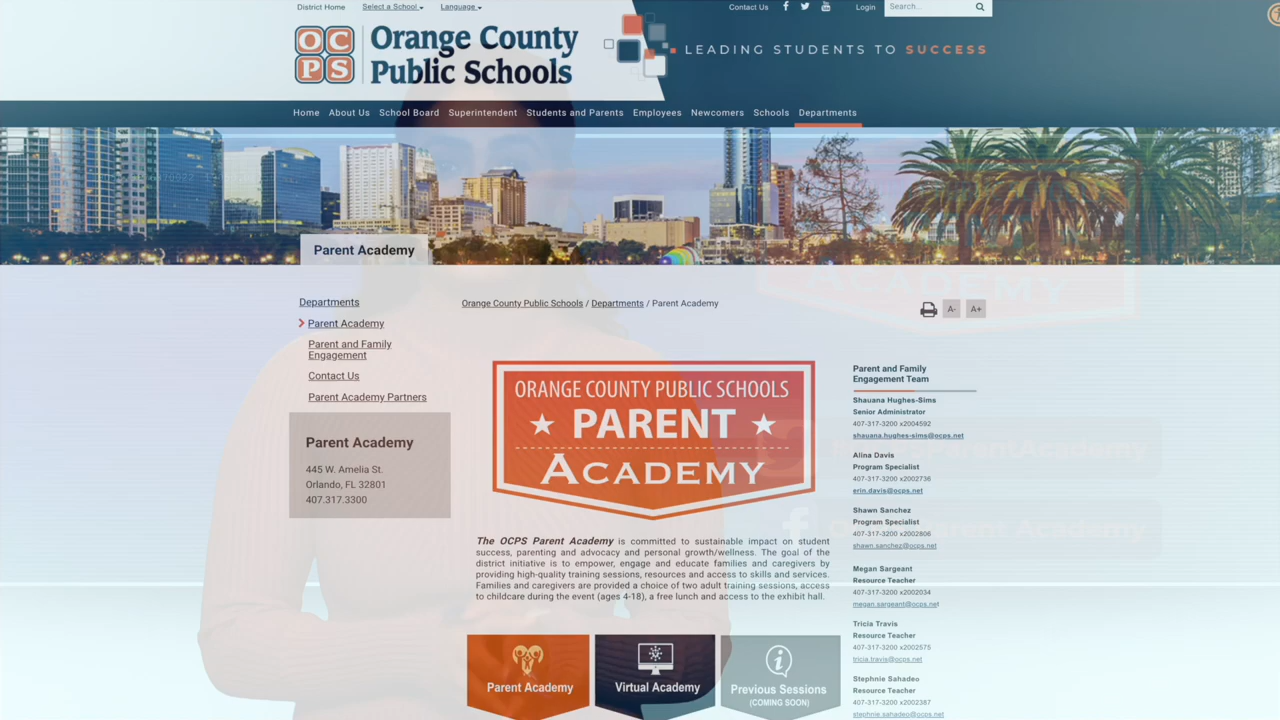 District Home
Select a School
Language
Contact Us
Login
Search...
OC
PS
Orange County
Public Schools
LEADING STUDENTS TO SUCCESS
Home
About Us
School Board
Superintendent
Students and Parents
Employees
Newcomers
Schools
Departments
Parent Academy
Departments
Parent Academy
Parent and Family
Engagement
Contact Us
Parent Academy Partners
Parent Academy
445 W. Amelia St.
Orlando, FL 32801
407.317.3300
Orange County Public Schools / Departments / Parent Academy
A-
A+
ORANGE COUNTY PUBLIC SCHOOLS
PARENT
ACADEMY
The OCPS Parent Academy is committed to sustainable impact on student
success, parenting and advocacy and personal growth/wellness. The goal of the
district initiative is to empower, engage and educate families and caregivers by
providing high-quality training sessions, resources and access to skills and services.
Families and caregivers are provided a choice of two adult training sessions, access
to childcare during the event (ages 4-18), a free lunch and access to the exhibit hall.
Parent Academy
Virtual Academy
Previous Sessions
(COMING SOON)
Parent and Family
Engagement Team
Shauana Hughes-Sims
Senior Administrator
407-317-3200 x2004592
shauana.hughes-sims@ocps.net
Alina Davis
Program Specialist
407-317-3200 x2002736
erin.davis@ocps.net
Shawn Sanchez
Program Specialist
407-317-3200 x2002806
shawn.sanchez@ocps.net
Megan Sargeant
Resource Teacher
407-317-3200 x2002034
megan.sargeant@ocps.net
Tricia Travis
Resource Teacher
407-317-3200 x2002575
tricia.travis@ocps.net
Stephnie Sahadeo
Resource Teacher
407-317-3200 x2002387
stephnie.sahadeo@ocps.net
ACADEMY